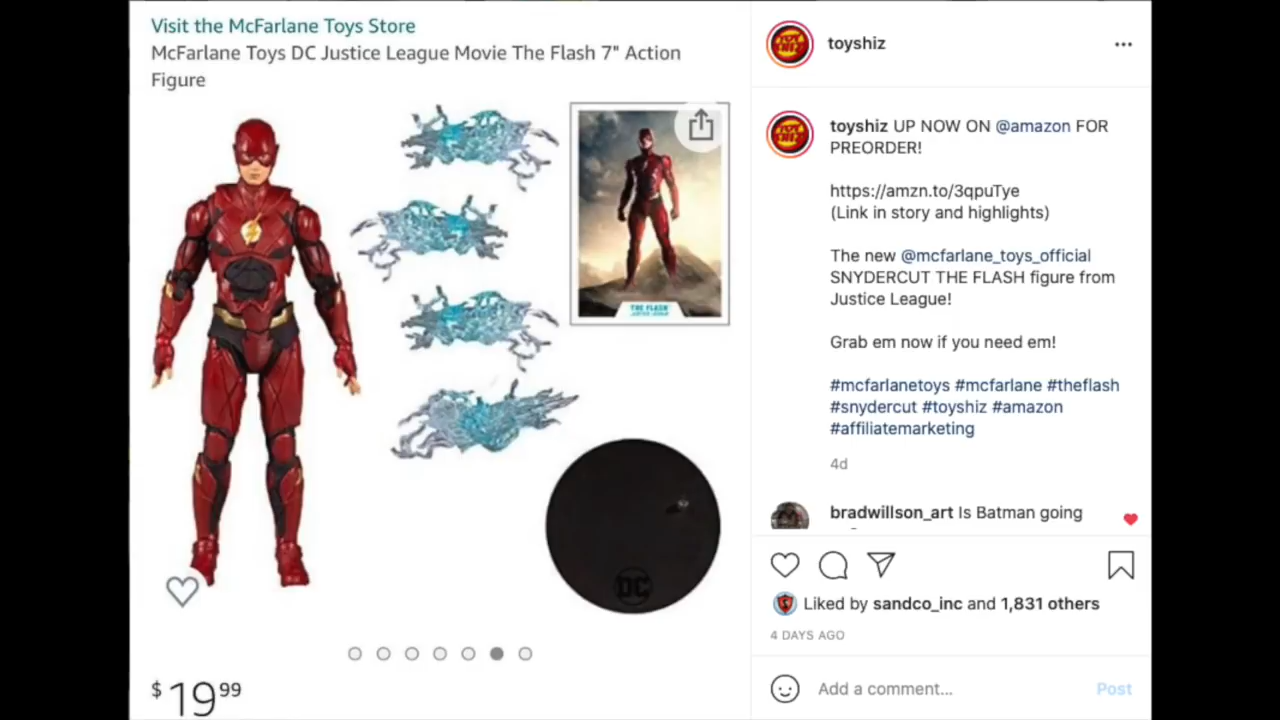 Visit the McFarlane Toys Store
McFarlane Toys DC Justice League Movie The Flash 7" Action
Figure
THE FLASH
JUSTICE LEAGUE
DC
$19.99
toyshiz
toyshiz UP NOW ON @amazon FOR
PREORDER!
https://amzn.to/3qpuTye
(Link in story and highlights)
The new @mcfarlane_toys_official
SNYDERCUT THE FLASH figure from
Justice League!
Grab em now if you need em!
#mcfarlanetoys #mcfarlane #theflash
#snydercut #toyshiz #amazon
#affiliatemarketing
4d
bradwillson_art Is Batman going
Liked by sandco_inc and 1,831 others
4 DAYS AGO
Add a comment...
Post